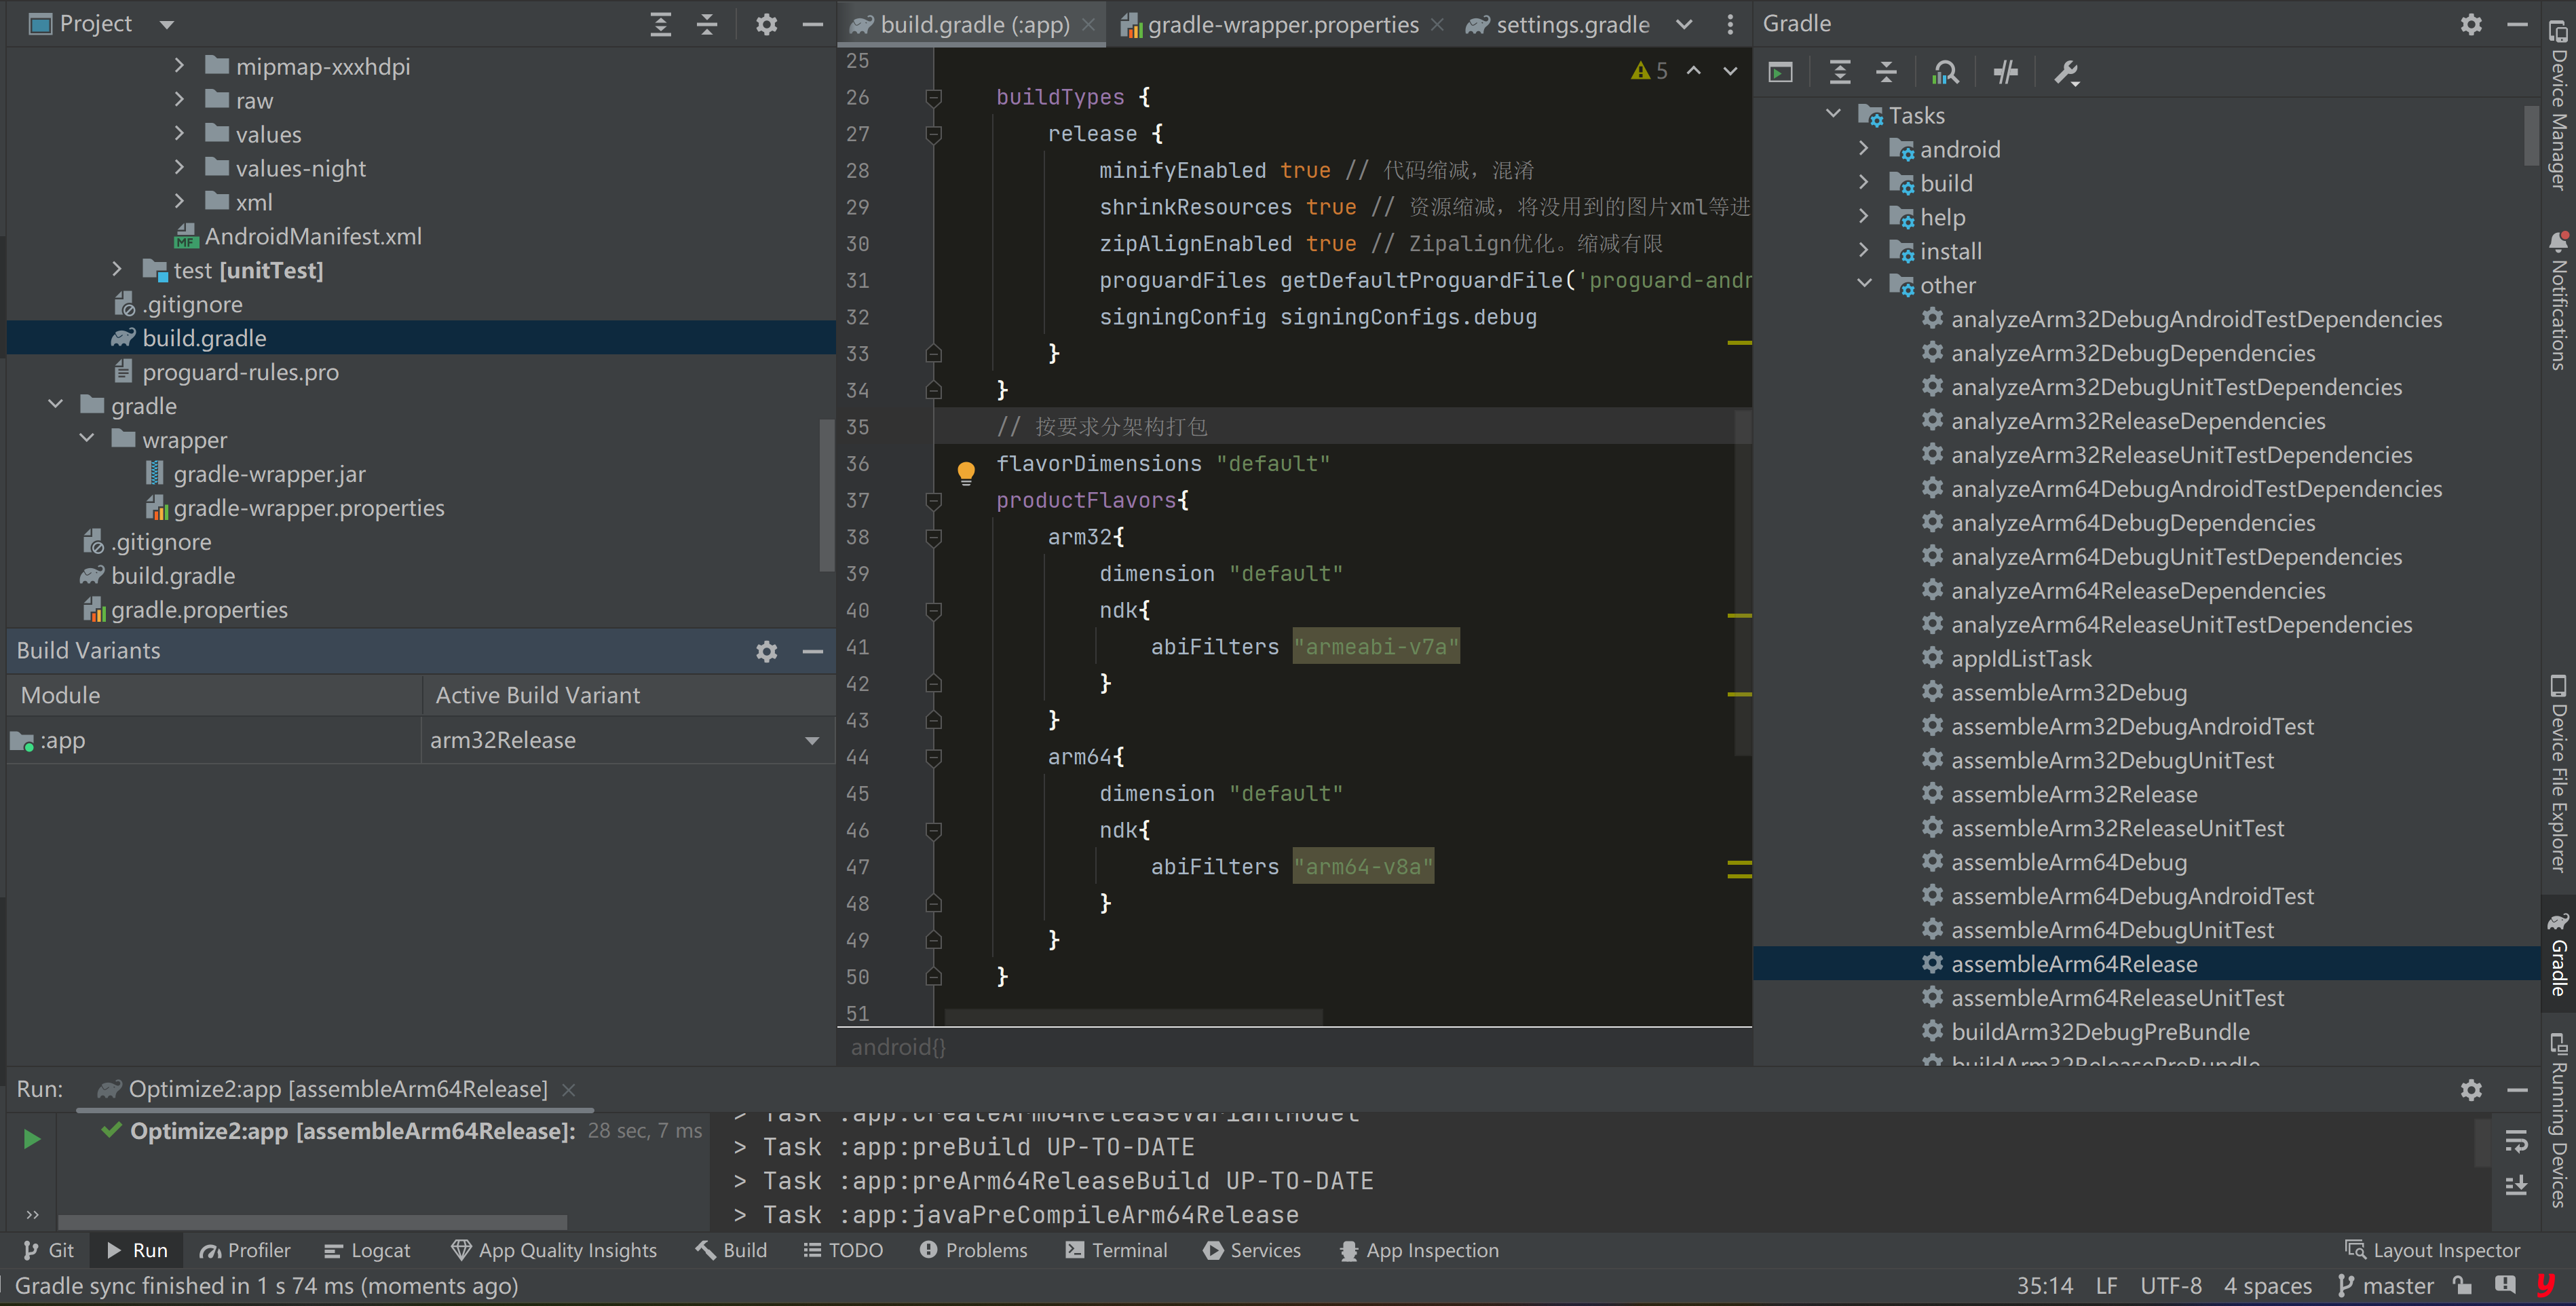 Project
mipmap-xxxhdpi
raw
values
values-night
xml
AndroidManifest.xml
test [unitTest]
.gitignore
build.gradle
proguard-rules.pro
gradle
wrapper
gradle-wrapper.jar
gradle-wrapper.properties
.gitignore
build.gradle
gradle.properties
Build Variants
Module Active Build Variant
:app arm32Release
build.gradle (:app) gradle-wrapper.properties settings.gradle
5
25
26 buildTypes {
27 release {
28 minifyEnabled true // 代码缩减，混淆
29 shrinkResources true // 资源缩减，将没用到的图片xml等进
30 zipAlignEnabled true // Zipalign优化。缩减有限
31 proguardFiles getDefaultProguardFile('proguard-andr
32 signingConfig signingConfigs.debug
33 }
34 }
35 // 按要求分架构打包
36 flavorDimensions "default"
37 productFlavors{
38 arm32{
39 dimension "default"
40 ndk{
41 abiFilters "armeabi-v7a"
42 }
43 }
44 arm64{
45 dimension "default"
46 ndk{
47 abiFilters "arm64-v8a"
48 }
49 }
50 }
51
android{}
Gradle
Tasks
android
build
help
install
other
analyzeArm32DebugAndroidTestDependencies
analyzeArm32DebugDependencies
analyzeArm32DebugUnitTestDependencies
analyzeArm32ReleaseDependencies
analyzeArm32ReleaseUnitTestDependencies
analyzeArm64DebugAndroidTestDependencies
analyzeArm64DebugDependencies
analyzeArm64DebugUnitTestDependencies
analyzeArm64ReleaseDependencies
analyzeArm64ReleaseUnitTestDependencies
appIdListTask
assembleArm32Debug
assembleArm32DebugAndroidTest
assembleArm32DebugUnitTest
assembleArm32Release
assembleArm32ReleaseUnitTest
assembleArm64Debug
assembleArm64DebugAndroidTest
assembleArm64DebugUnitTest
assembleArm64Release
assembleArm64ReleaseUnitTest
buildArm32DebugPreBundle
buildArm32ReleasePreBundle
Device Manager
Notifications
Device File Explorer
Gradle
Running Devices
Run: Optimize2:app [assembleArm64Release]
Optimize2:app [assembleArm64Release]: 28 sec, 7 ms
> Task :app:createArm64ReleaseVariantModel
> Task :app:preBuild UP-TO-DATE
> Task :app:preArm64ReleaseBuild UP-TO-DATE
> Task :app:javaPreCompileArm64Release
Git Run Profiler Logcat App Quality Insights Build TODO Problems Terminal Services App Inspection Layout Inspector
Gradle sync finished in 1 s 74 ms (moments ago) 35:14 LF UTF-8 4 spaces master y